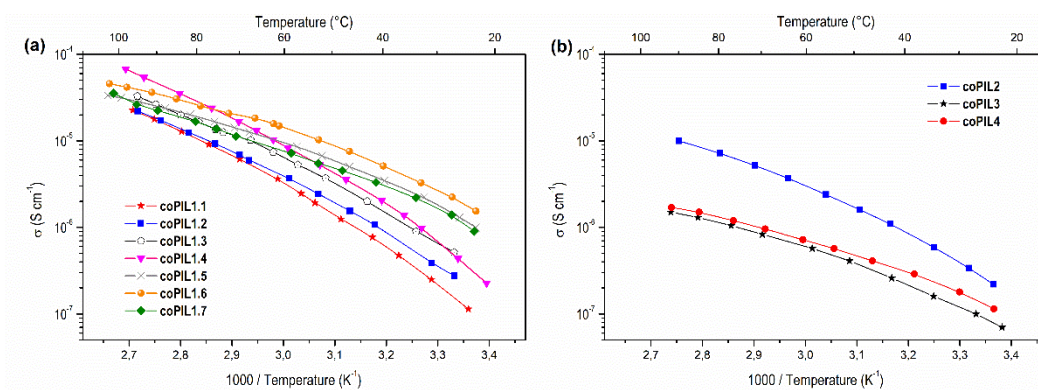 Temperature (°C)
100 80 60 40 20
(a)
10-4
10-5
10-6
10-7
σ (S cm-1)
coPIL1.1
coPIL1.2
coPIL1.3
coPIL1.4
coPIL1.5
coPIL1.6
coPIL1.7
2,7 2,8 2,9 3,0 3,1 3,2 3,3 3,4
1000 / Temperature (K-1)
Temperature (°C)
100 80 60 40 20
(b)
10-4
10-5
10-6
10-7
σ (S cm-1)
coPIL2
coPIL3
coPIL4
2,7 2,8 2,9 3,0 3,1 3,2 3,3 3,4
1000 / Temperature (K-1)